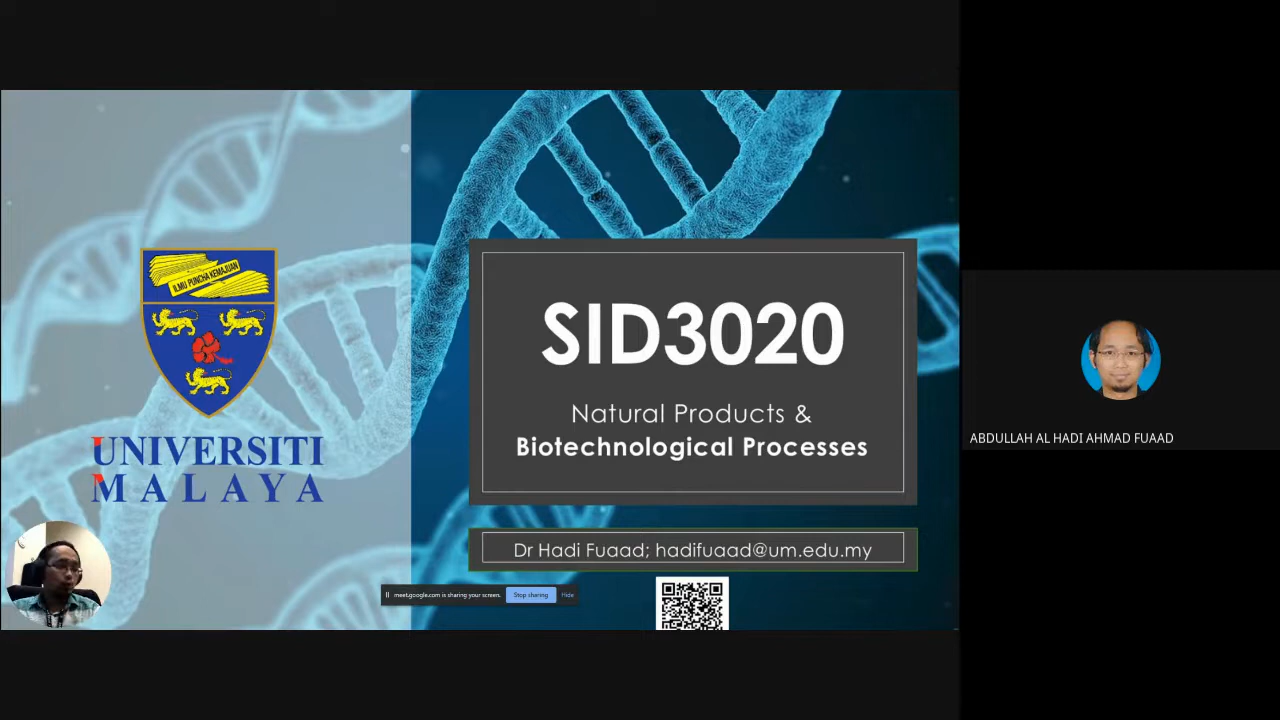 ILMU PUNCHA KEMAJUAN
UNIVERSITI
MALAYA
SID3020
Natural Products &
Biotechnological Processes
Dr Hadi Fuaad; hadifuaad@um.edu.my
meet.google.com is sharing your screen. Stop sharing Hide
ABDULLAH AL HADI AHMAD FUAAD